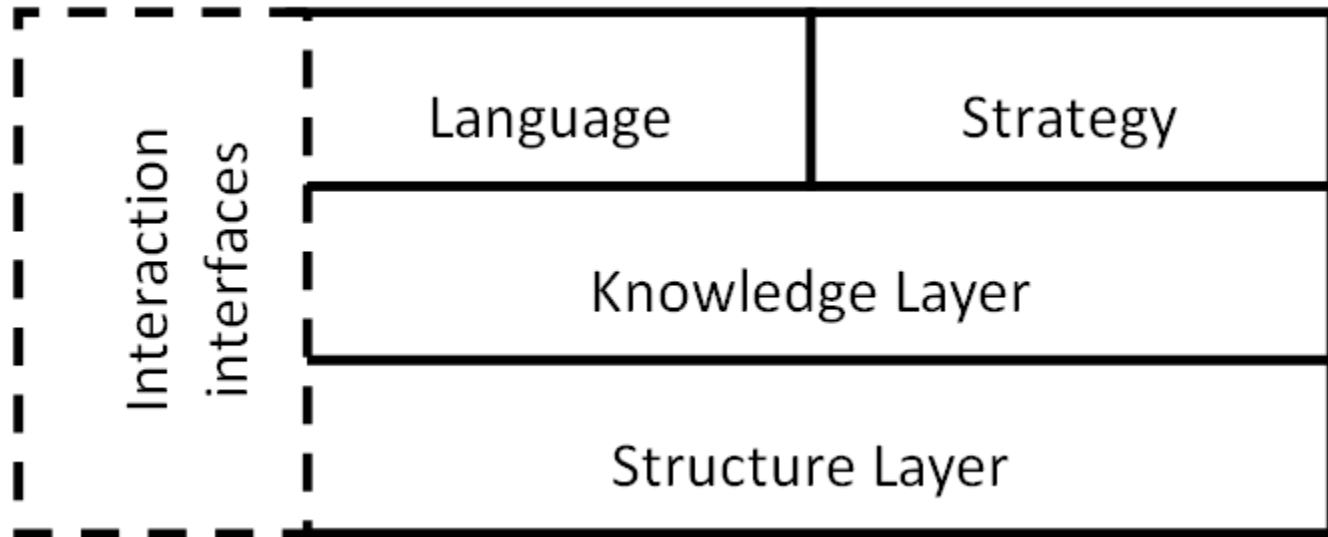 Interaction
interfaces
Language
Strategy
Knowledge Layer
Structure Layer